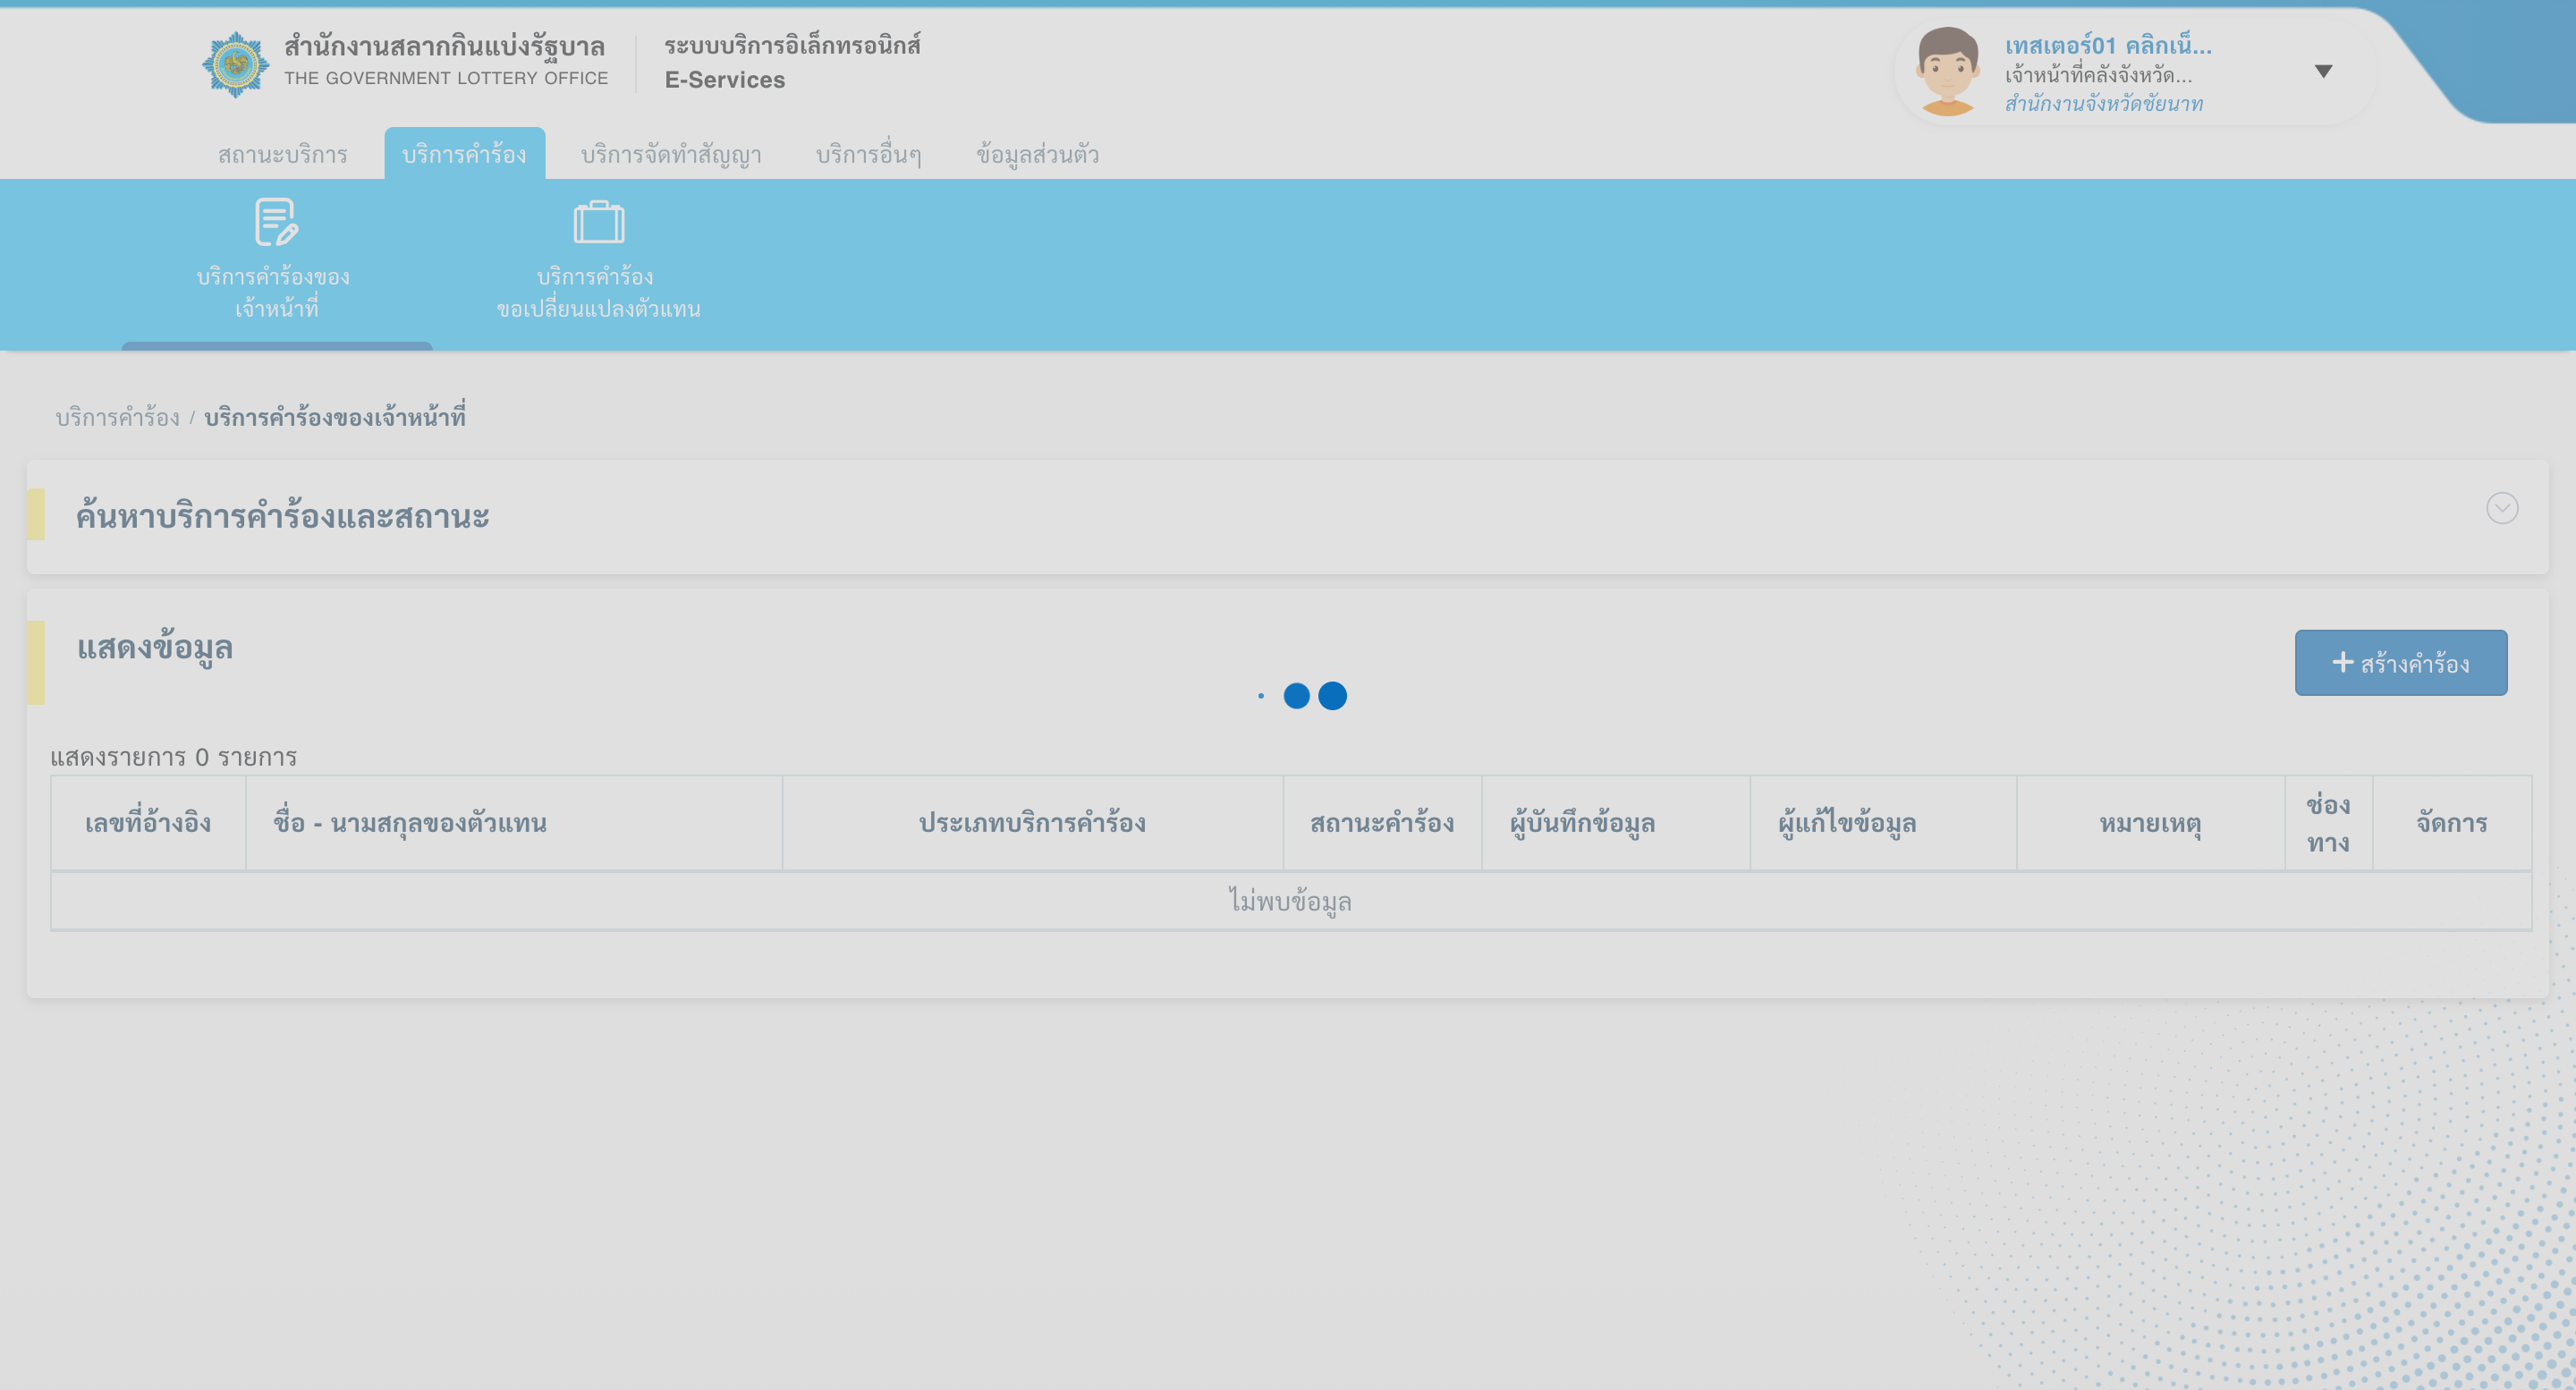 สำนักงานสลากกินแบ่งรัฐบาล
THE GOVERNMENT LOTTERY OFFICE
ระบบบริการอิเล็กทรอนิกส์
E-Services
เทสเตอร์01 คลิกเน็...
เจ้าหน้าที่คลังจังหวัด...
สำนักงานจังหวัดชัยนาท
สถานะบริการ
บริการคำร้อง
บริการจัดทำสัญญา
บริการอื่นๆ
ข้อมูลส่วนตัว
บริการคำร้องของ
เจ้าหน้าที่
บริการคำร้อง
ขอเปลี่ยนแปลงตัวแทน
บริการคำร้อง / บริการคำร้องของเจ้าหน้าที่
ค้นหาบริการคำร้องและสถานะ
แสดงข้อมูล
+ สร้างคำร้อง
แสดงรายการ 0 รายการ
เลขที่อ้างอิง
ชื่อ - นามสกุลของตัวแทน
ประเภทบริการคำร้อง
สถานะคำร้อง
ผู้บันทึกข้อมูล
ผู้แก้ไขข้อมูล
หมายเหตุ
ช่อง
ทาง
จัดการ
ไม่พบข้อมูล